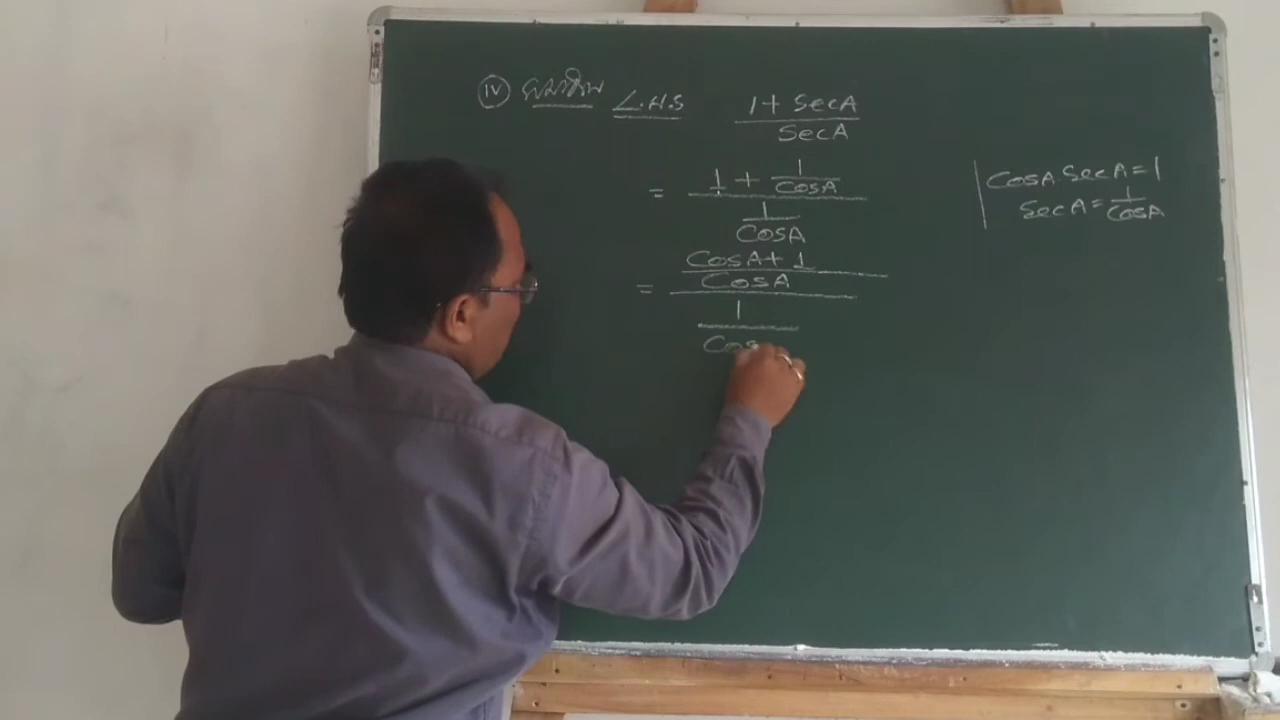 (iv) L.H.S 1+ SecA / SecA
= 1 + 1/CosA / 1/CosA
CosA. SecA = 1
SecA = 1/CosA
= CosA + 1 / CosA / 1 / Cos